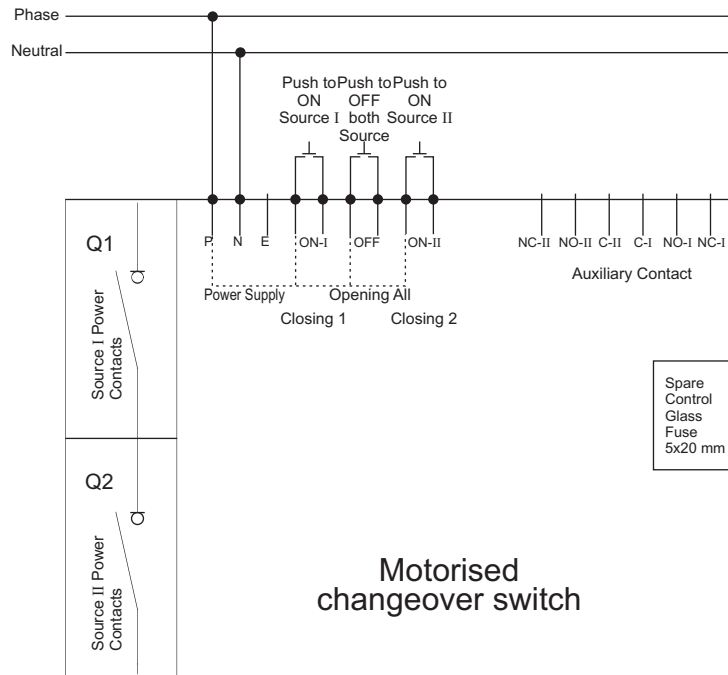 Phase
Neutral
Push to
ON
Source I
Push to
OFF
both
Source
Push to
ON
Source II
P
N
E
ON-I
OFF
ON-II
NC-II
NO-II
C-II
C-I
NO-I
NC-I
Power Supply
Opening All
Closing 1
Closing 2
Auxiliary Contact
Q1
Source I Power
Contacts
Q2
Source II Power
Contacts
Spare
Control
Glass
Fuse
5x20 mm
Motorised
changeover switch